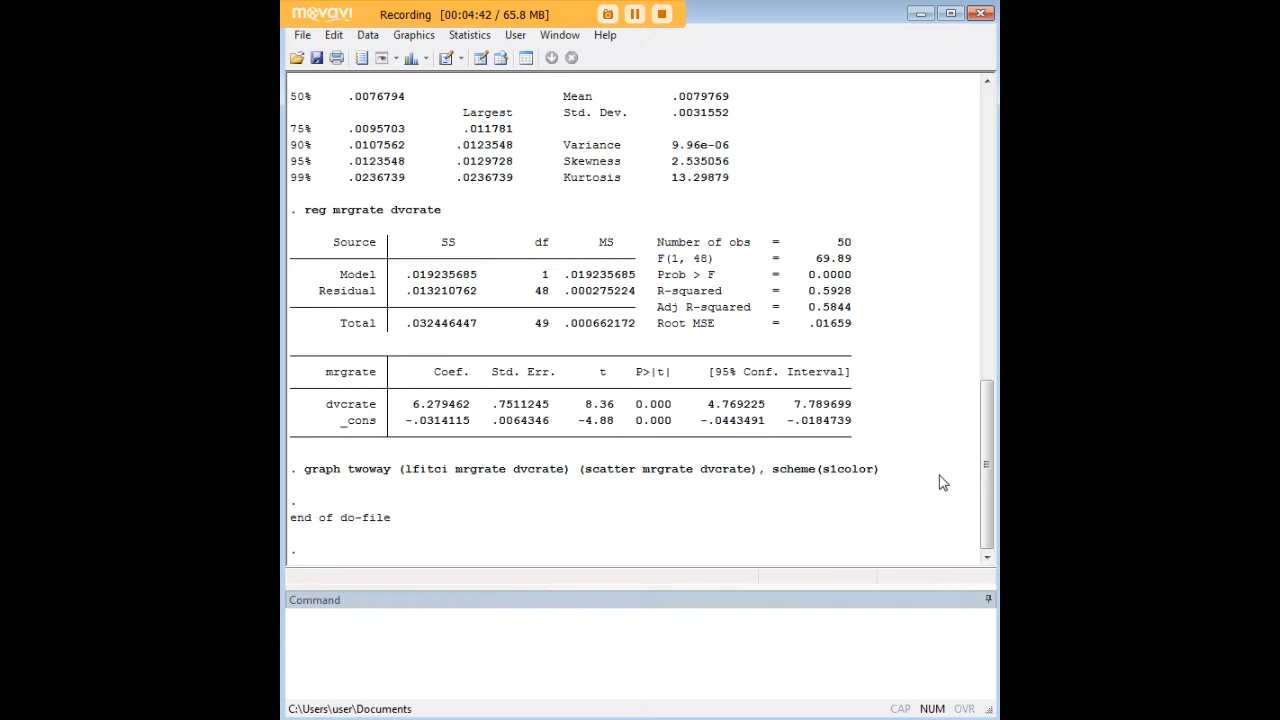 movavi Recording [00:04:42 / 65.8 MB]
File Edit Data Graphics Statistics User Window Help
50% .0076794 Mean .0079769
Largest Std. Dev. .0031552
75% .0095703 .011781
90% .0107562 .0123548 Variance 9.96e-06
95% .0123548 .0129728 Skewness 2.535056
99% .0236739 .0236739 Kurtosis 13.29879
. reg mrgrate dvcrate
Source SS df MS Number of obs = 50
F(1, 48) = 69.89
Model .019235685 1 .019235685 Prob > F = 0.0000
Residual .013210762 48 .000275224 R-squared = 0.5928
Adj R-squared = 0.5844
Total .032446447 49 .000662172 Root MSE = .01659
mrgrate Coef. Std. Err. t P>|t| [95% Conf. Interval]
dvcrate 6.279462 .7511245 8.36 0.000 4.769225 7.789699
_cons -.0314115 .0064346 -4.88 0.000 -.0443491 -.0184739
. graph twoway (lfitci mrgrate dvcrate) (scatter mrgrate dvcrate), scheme(s1color)
.
end of do-file
.
Command
C:\Users\user\Documents CAP NUM OVR